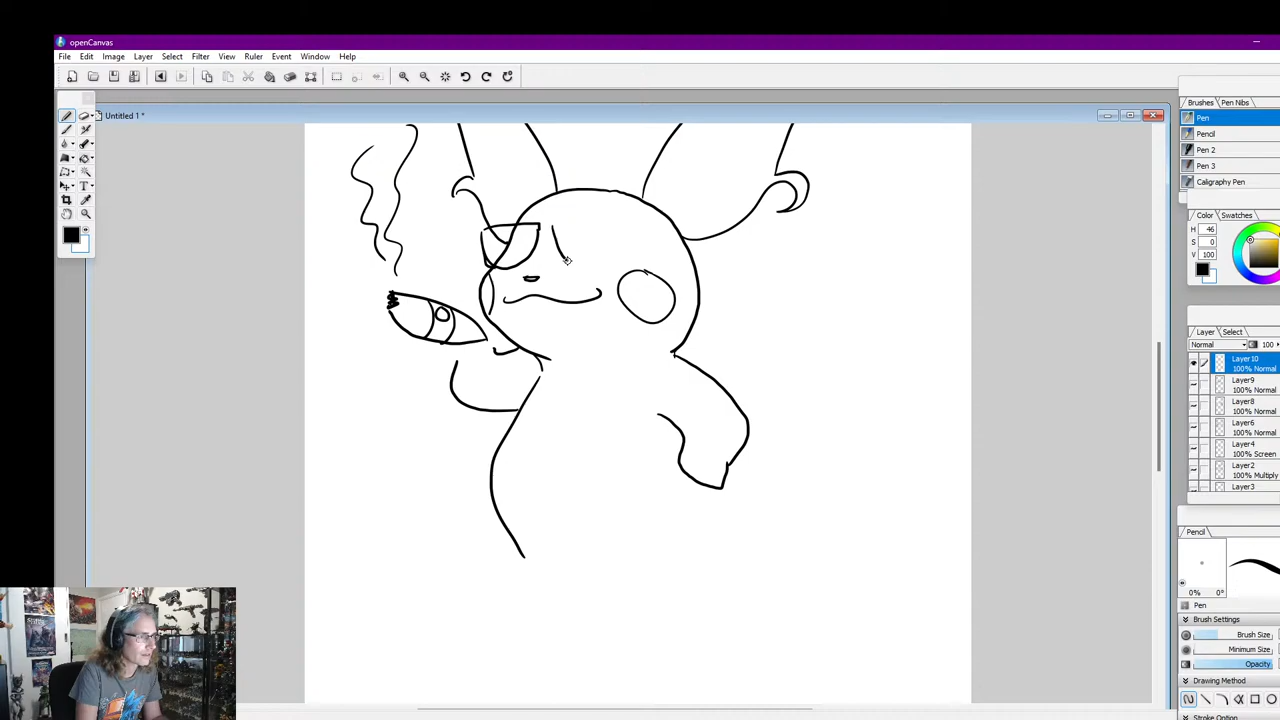 openCanvas
File Edit Image Layer Select Filter View Ruler Event Window Help
Untitled 1 *
Brushes Pen Nibs
Pen
Pencil
Pen 2
Pen 3
Caligraphy Pen
Color Swatches
H 46
S 0
V 100
Layer Select
Normal 100
Layer10
100% Normal
Layer9
100% Normal
Layer8
100% Normal
Layer6
100% Normal
Layer4
100% Screen
Layer2
100% Multiply
Layer3
Pencil
0% 0°
Pen
Brush Settings
Brush Size
Minimum Size
Opacity
Drawing Method
Stroke Option